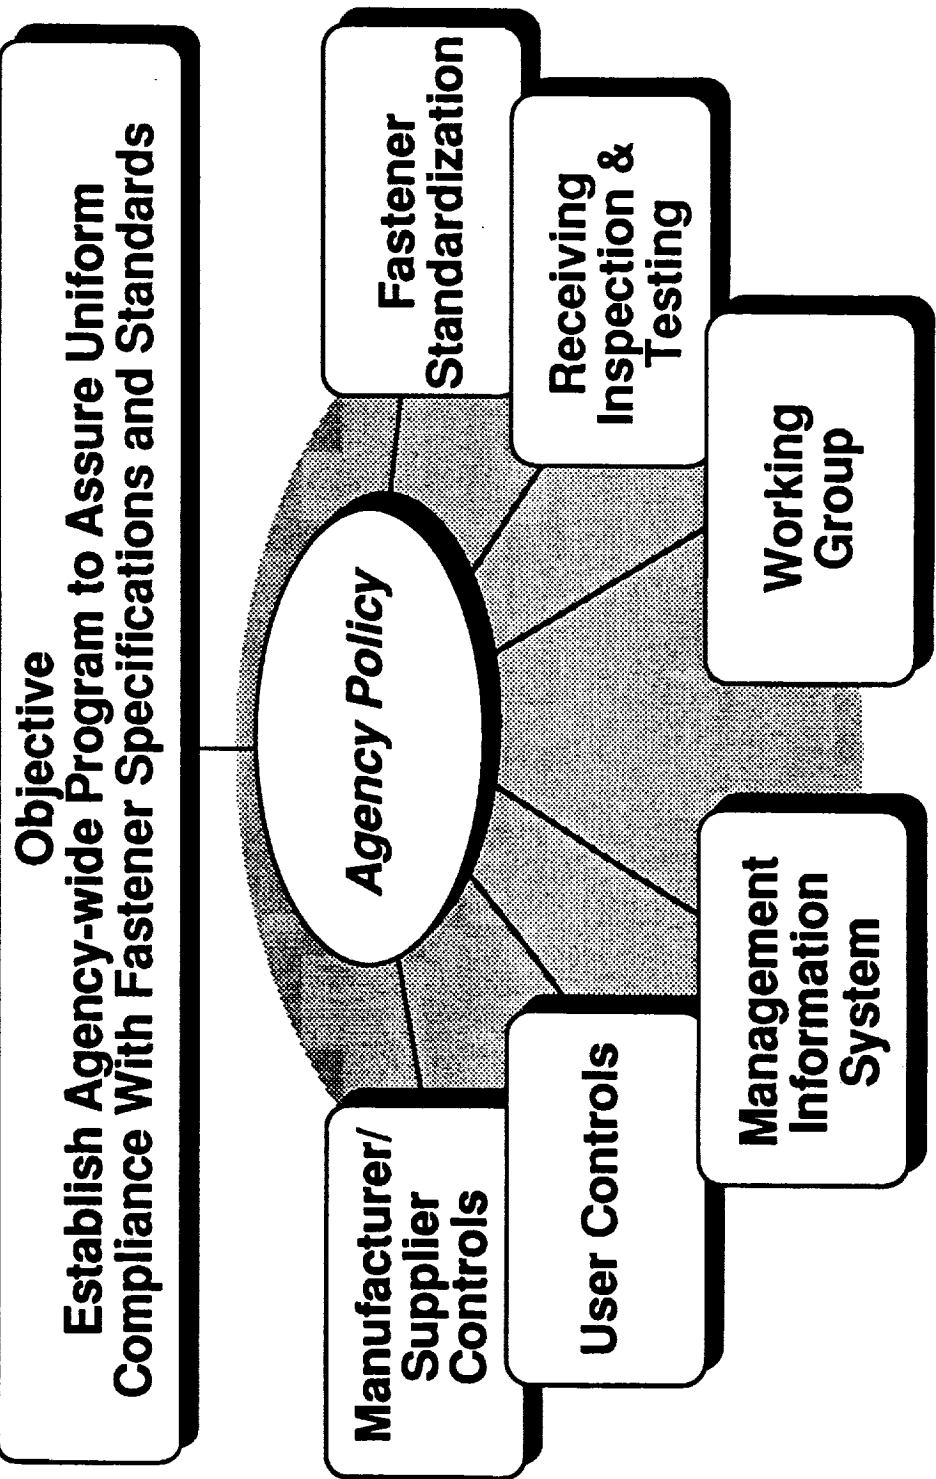 Objective
Establish Agency-wide Program to Assure Uniform
Compliance With Fastener Specifications and Standards
Agency Policy
Manufacturer/
Supplier
Controls
User Controls
Management
Information
System
Working
Group
Receiving
Inspection &
Testing
Fastener
Standardization